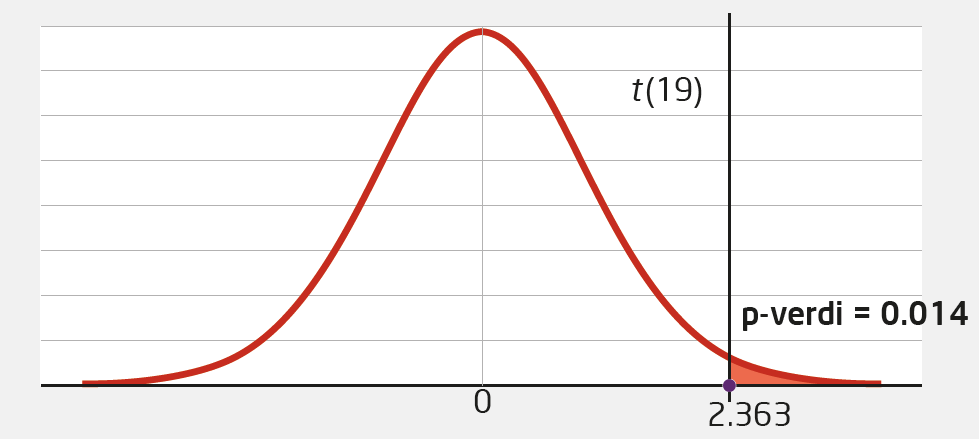 t(19)
p-verdi = 0.014
0
2.363